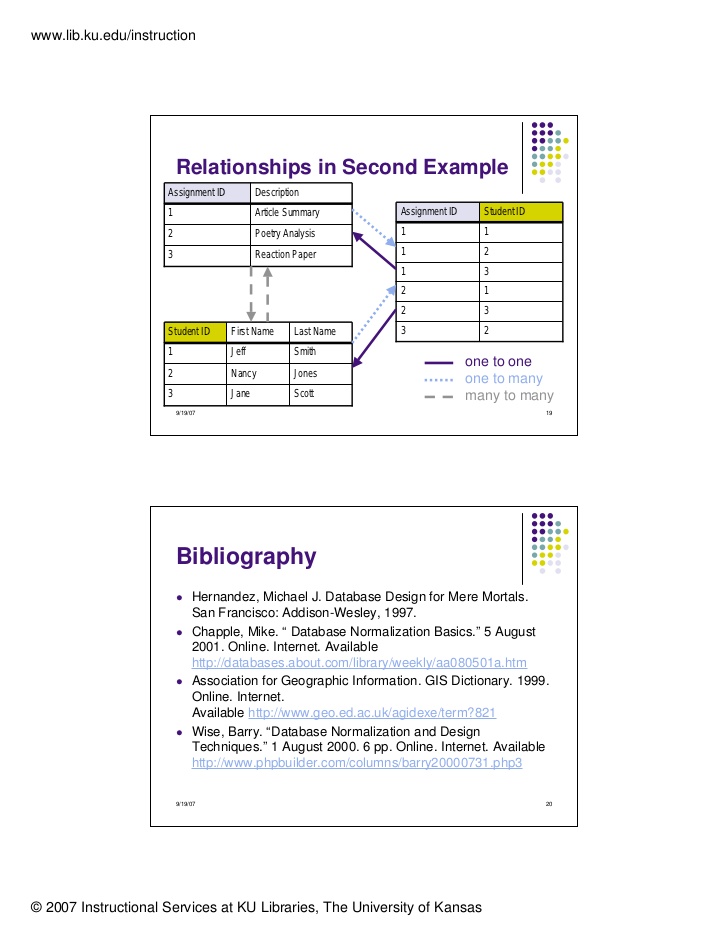 www.lib.ku.edu/instruction
Relationships in Second Example
Assignment ID Description
1 Article Summary
2 Poetry Analysis
3 Reaction Paper
Assignment ID Student ID
1 1
1 2
1 3
2 1
2 3
3 2
Student ID First Name Last Name
1 Jeff Smith
2 Nancy Jones
3 Jane Scott
one to one
one to many
many to many
9/19/07 19
Bibliography
Hernandez, Michael J. Database Design for Mere Mortals.
San Francisco: Addison-Wesley, 1997.
Chapple, Mike. “ Database Normalization Basics.” 5 August
2001. Online. Internet. Available
http://databases.about.com/library/weekly/aa080501a.htm
Association for Geographic Information. GIS Dictionary. 1999.
Online. Internet.
Available http://www.geo.ed.ac.uk/agidexe/term?821
Wise, Barry. “Database Normalization and Design
Techniques.” 1 August 2000. 6 pp. Online. Internet. Available
http://www.phpbuilder.com/columns/barry20000731.php3
9/19/07 20
© 2007 Instructional Services at KU Libraries, The University of Kansas